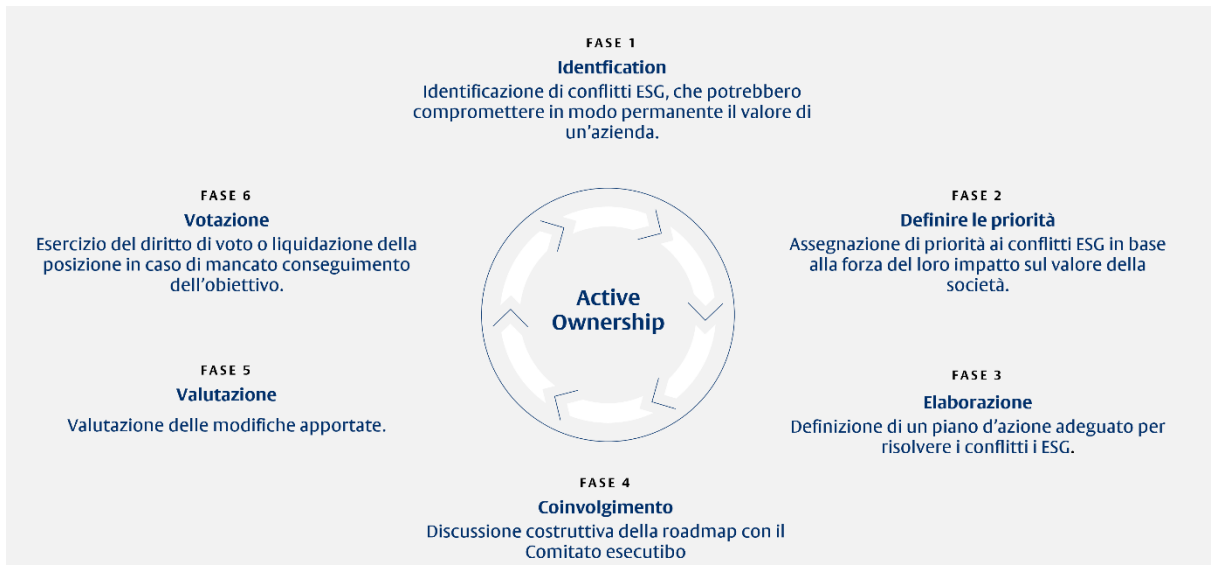 FASE 1
Identfication
Identificazione di conflitti ESG, che potrebbero
compromettere in modo permanente il valore di
un'azienda.
FASE 2
Definire le priorità
Assegnazione di priorità ai conflitti ESG in base
alla forza del loro impatto sul valore della
società.
FASE 3
Elaborazione
Definizione di un piano d'azione adeguato per
risolvere i conflitti i ESG.
FASE 4
Coinvolgimento
Discussione costruttiva della roadmap con il
Comitato esecutibo
FASE 5
Valutazione
Valutazione delle modifiche apportate.
FASE 6
Votazione
Esercizio del diritto di voto o liquidazione della
posizione in caso di mancato conseguimento
dell'obiettivo.
Active
Ownership